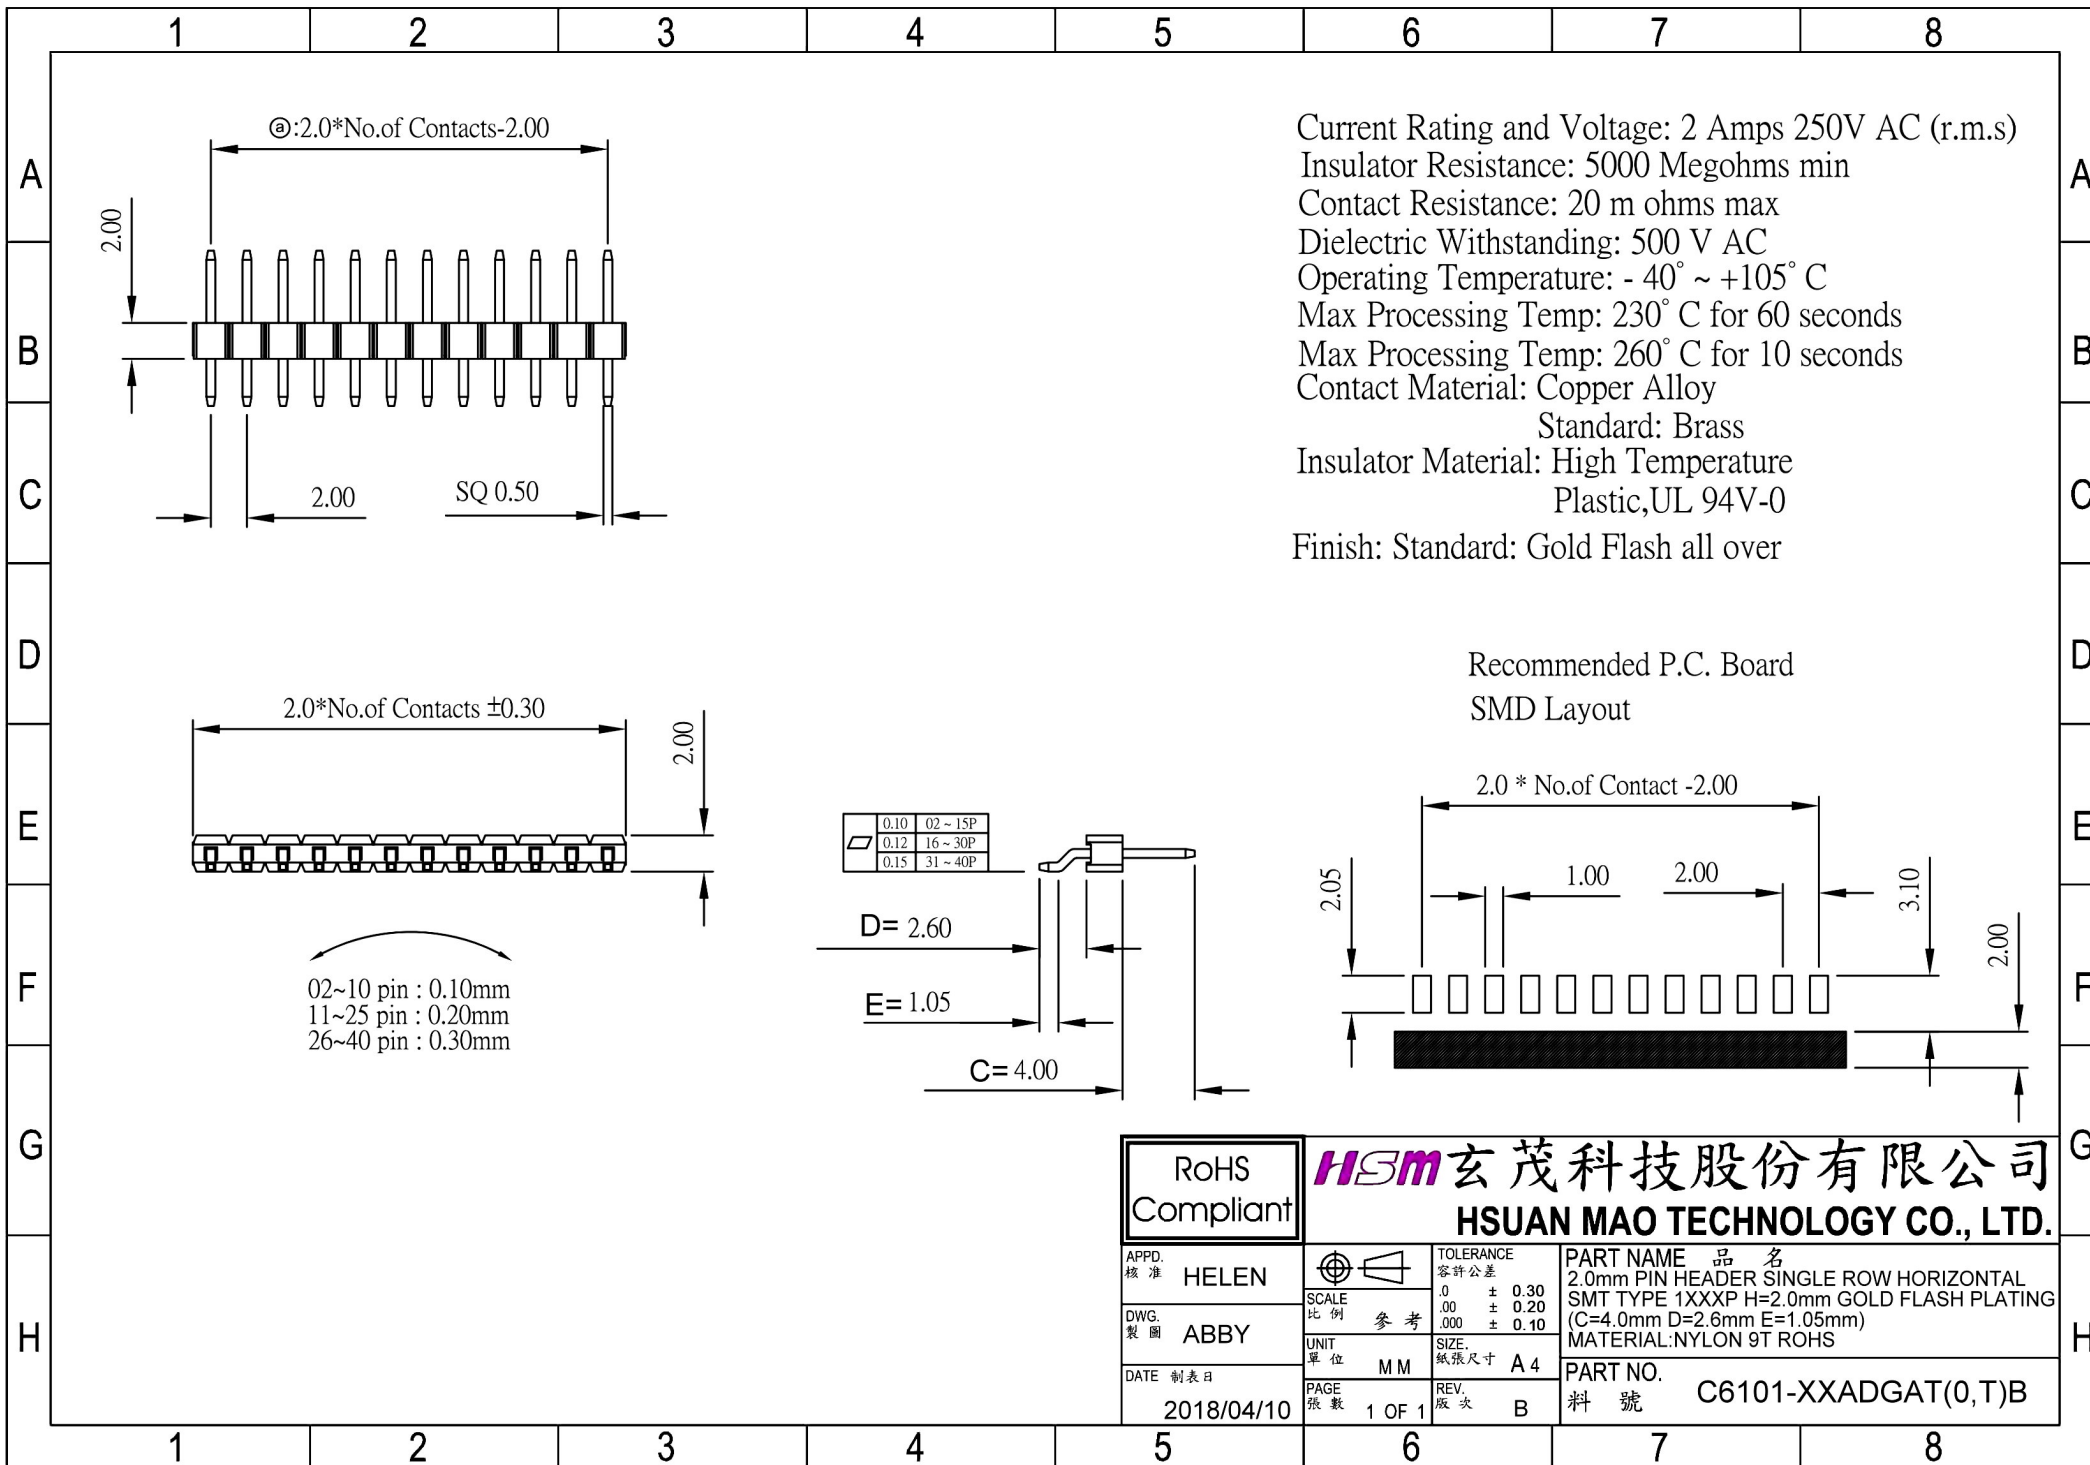 1 2 3 4 5 6 7 8
A A
B B
C C
D D
E E
F F
G G
H H
ⓐ:2.0*No.of Contacts-2.00
2.00
2.00
SQ 0.50
Current Rating and Voltage: 2 Amps 250V AC (r.m.s)
Insulator Resistance: 5000 Megohms min
Contact Resistance: 20 m ohms max
Dielectric Withstanding: 500 V AC
Operating Temperature: - 40° ~ +105° C
Max Processing Temp: 230° C for 60 seconds
Max Processing Temp: 260° C for 10 seconds
Contact Material: Copper Alloy
Standard: Brass
Insulator Material: High Temperature
Plastic,UL 94V-0
Finish: Standard: Gold Flash all over
2.0*No.of Contacts ±0.30
2.00
02~10 pin : 0.10mm
11~25 pin : 0.20mm
26~40 pin : 0.30mm
0.10 02 ~ 15P
0.12 16 ~ 30P
0.15 31 ~ 40P
D= 2.60
E= 1.05
C= 4.00
Recommended P.C. Board
SMD Layout
2.0 * No.of Contact -2.00
2.05
1.00
2.00
3.10
2.00
RoHS
Compliant
HSM 玄茂科技股份有限公司
HSUAN MAO TECHNOLOGY CO., LTD.
APPD.
核 准 HELEN
DWG.
製 圖 ABBY
DATE 制表日
2018/04/10
SCALE
比 例 參 考
UNIT
單 位 M M
PAGE
張 數 1 OF 1
TOLERANCE
容許公差
.0 ± 0.30
.00 ± 0.20
.000 ± 0.10
SIZE.
紙張尺寸 A 4
REV.
版 次 B
PART NAME 品 名
2.0mm PIN HEADER SINGLE ROW HORIZONTAL
SMT TYPE 1XXXP H=2.0mm GOLD FLASH PLATING
(C=4.0mm D=2.6mm E=1.05mm)
MATERIAL:NYLON 9T ROHS
PART NO.
料 號 C6101-XXADGAT(0,T)B
1 2 3 4 5 6 7 8